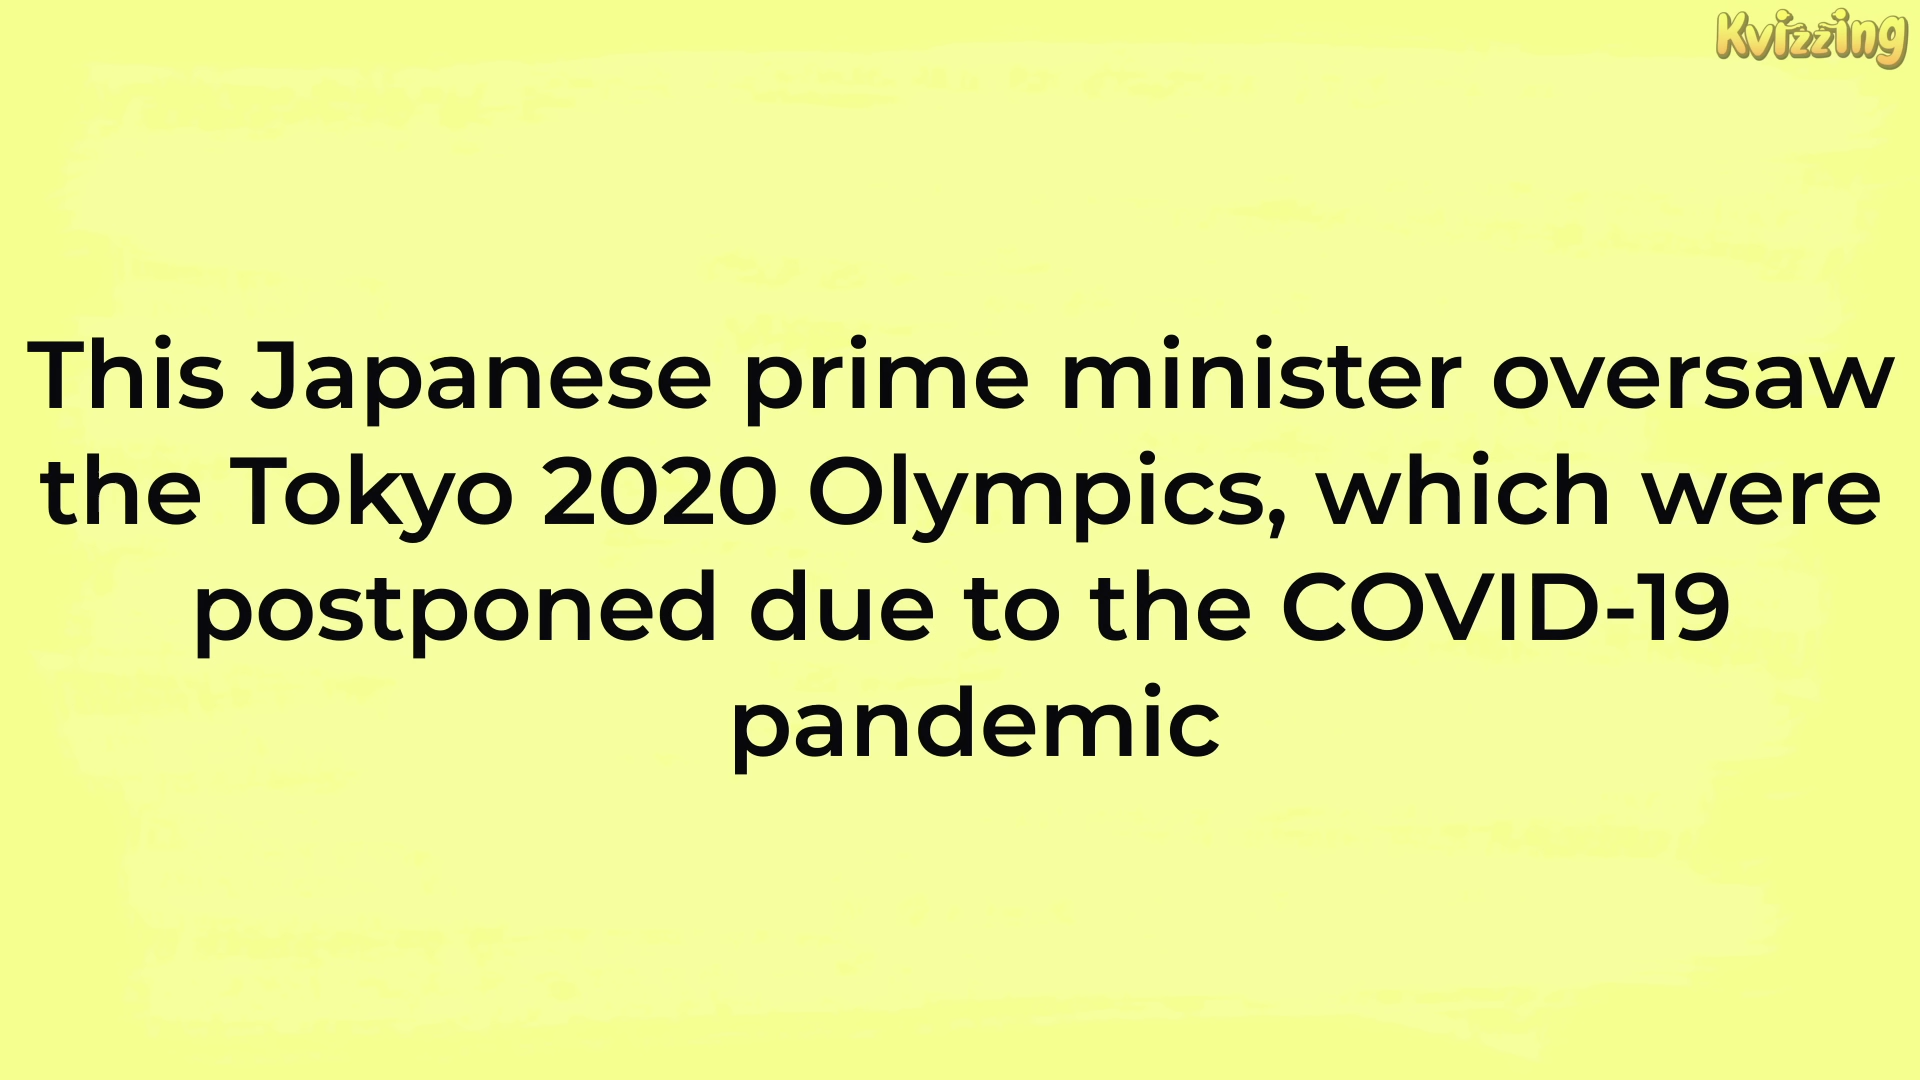 Kvizzing
This Japanese prime minister oversaw
the Tokyo 2020 Olympics, which were
postponed due to the COVID-19
pandemic